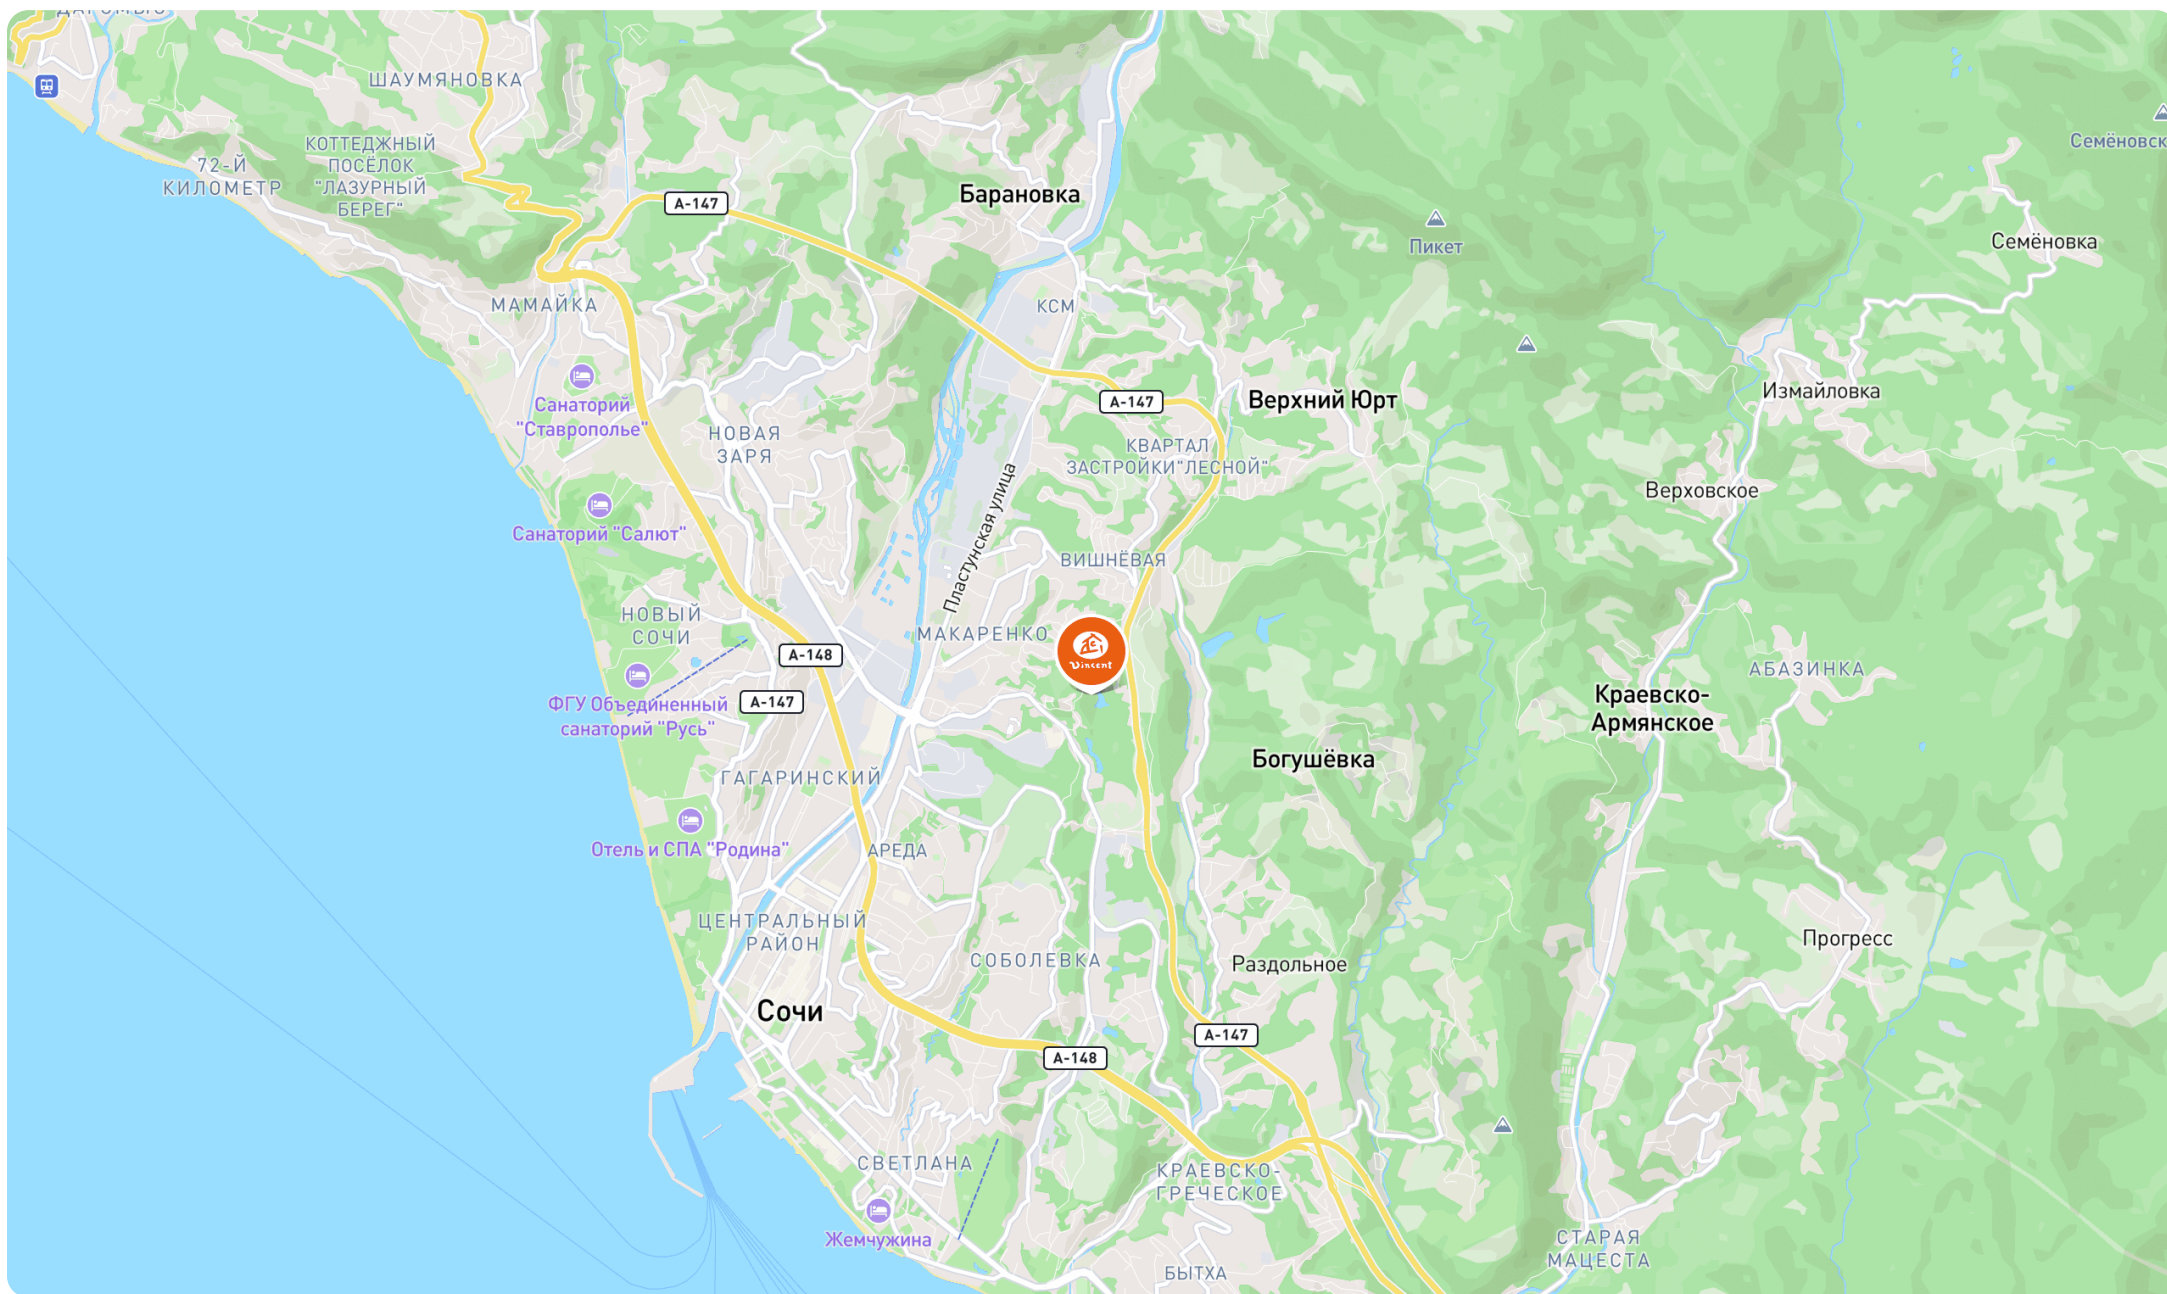 ШАУМЯНОВКА
КОТТЕДЖНЫЙ
ПОСЁЛОК
"ЛАЗУРНЫЙ
БЕРЕГ"
72-Й
КИЛОМЕТР
Семёновск
А-147
Барановка
Пикет
Семёновка
МАМАЙКА
КСМ
Санаторий
"Ставрополье"
А-147
Верхний Юрт
Измайловка
НОВАЯ
ЗАРЯ
КВАРТАЛ
ЗАСТРОЙКИ"ЛЕСНОЙ"
Верховское
Санаторий "Салют"
Пластунская улица
ВИШНЁВАЯ
НОВЫЙ
СОЧИ
МАКАРЕНКО
Vincent
А-148
АБАЗИНКА
ФГУ Объединенный
санаторий "Русь"
А-147
Краевско-
Армянское
Богушёвка
ГАГАРИНСКИЙ
Отель и СПА "Родина"
АРЕДА
ЦЕНТРАЛЬНЫЙ
РАЙОН
СОБОЛЕВКА
Раздольное
Прогресс
Сочи
А-148
А-147
СВЕТЛАНА
КРАЕВСКО-
ГРЕЧЕСКОЕ
Жемчужина
БЫТХА
СТАРАЯ
МАЦЕСТА